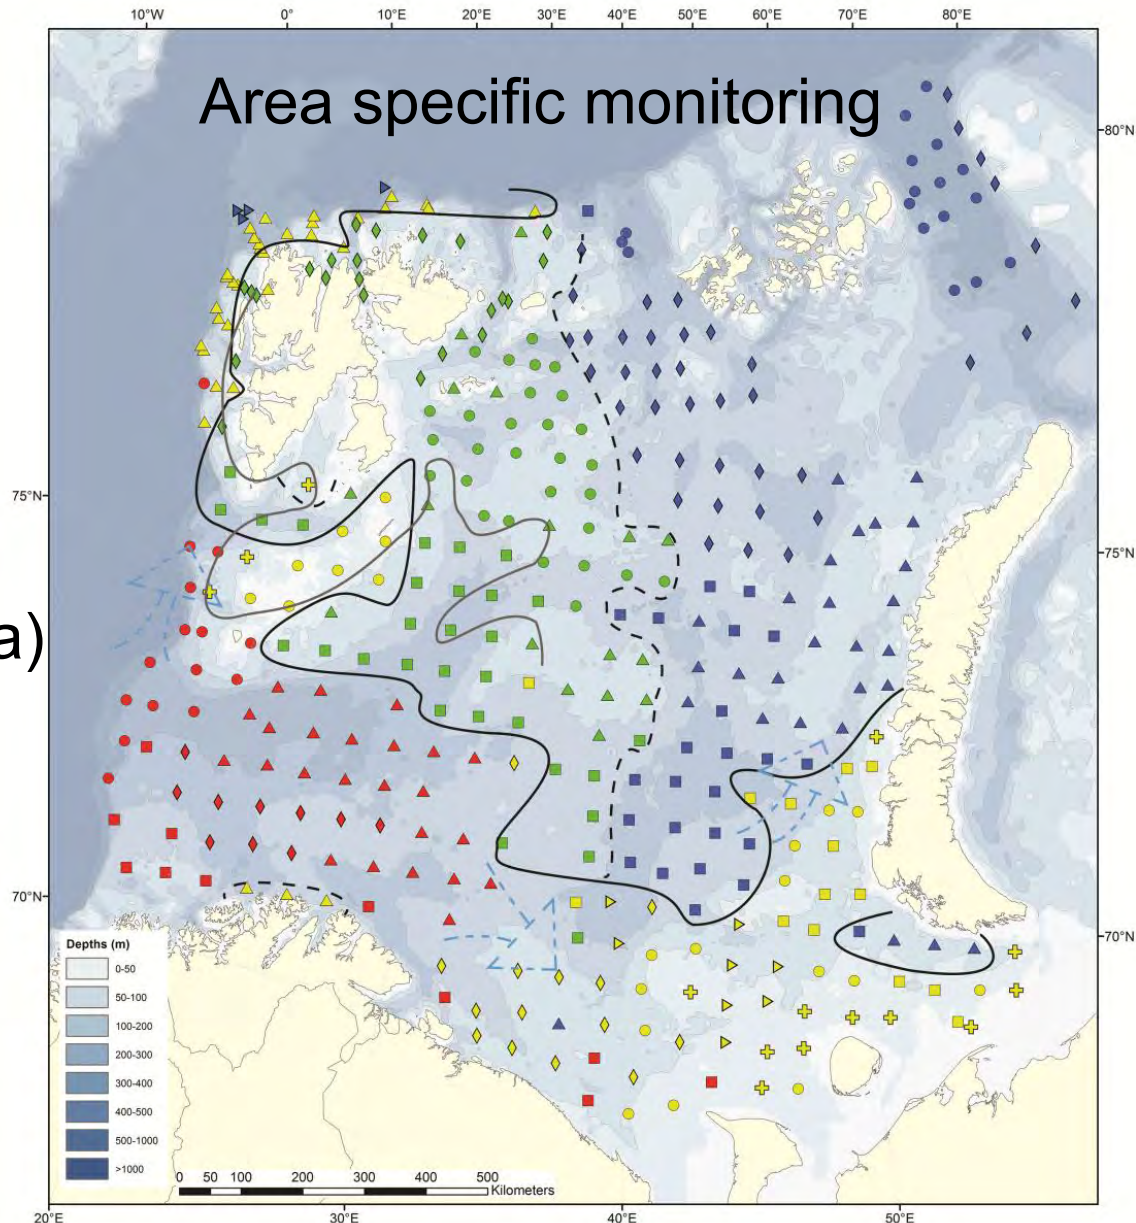 10°W 0° 10°E 20°E 30°E 40°E 50°E 60°E 70°E 80°E
Area specific monitoring
80°N
75°N
75°N
a)
70°N
70°N
Depths (m)
0-50
50-100
100-200
200-300
300-400
400-500
500-1000
>1000
0 50 100 200 300 400 500
Kilometers
20°E 30°E 40°E 50°E